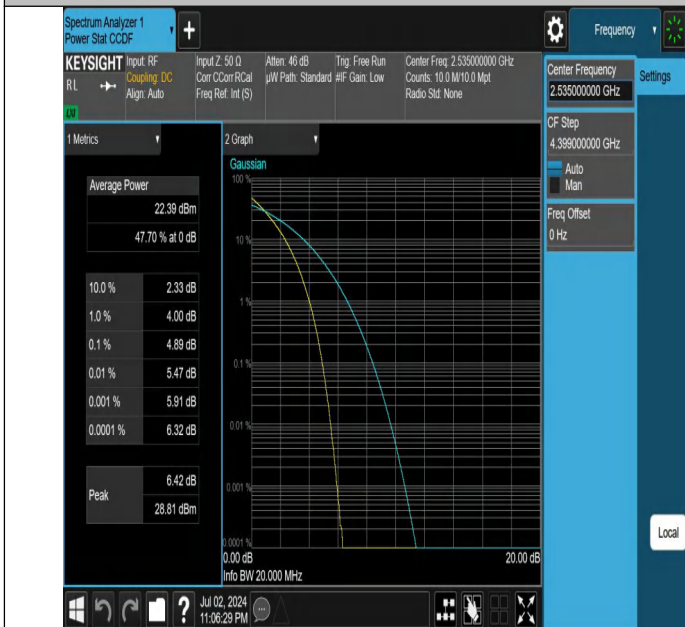 Spectrum Analyzer 1
Power Stat CCDF
+
Frequency
KEYSIGHT
RL
LXI
Input: RF
Coupling: DC
Align: Auto
Input Z: 50 Ω
Corr CCorr RCal
Freq Ref: Int (S)
Atten: 46 dB
µW Path: Standard
Trig: Free Run
#IF Gain: Low
Center Freq: 2.535000000 GHz
Counts: 10.0 M/10.0 Mpt
Radio Std: None
Center Frequency
2.535000000 GHz
Settings
CF Step
4.399000000 GHz
Auto
Man
Freq Offset
0 Hz
1 Metrics
Average Power
22.39 dBm
47.70 % at 0 dB
10.0 % 2.33 dB
1.0 % 4.00 dB
0.1 % 4.89 dB
0.01 % 5.47 dB
0.001 % 5.91 dB
0.0001 % 6.32 dB
Peak
6.42 dB
28.81 dBm
2 Graph
Gaussian
100 %
10 %
1 %
0.1 %
0.01 %
0.001 %
0.0001 %
0.00 dB 20.00 dB
Info BW 20.000 MHz
Local
?
Jul 02, 2024
11:06:29 PM